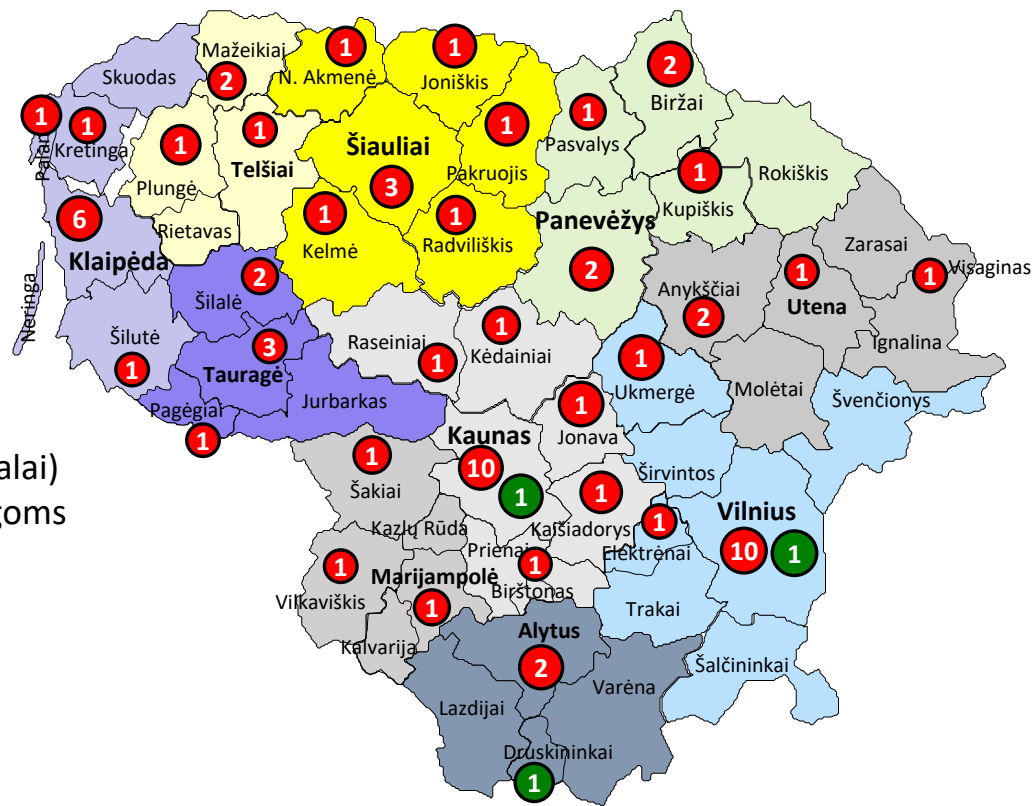 Mažeikiai
2
Skuodas
1
N. Akmenė
1
Joniškis
2
Biržai
1
Pasvalys
1
Kretinga
1
1
Plungė
1
Telšiai
Šiauliai
3
1
Pakruojis
1
Kupiškis
Rokiškis
Rietavas
1
Kelmė
1
Radviliškis
Panevėžys
2
6
Klaipėda
Neringa
2
Šilalė
Anykščiai
2
1
Utena
Zarasai
1
Visaginas
Ignalina
Šilutė
1
3
Tauragė
Raseiniai
1
1
Kėdainiai
1
Ukmergė
Molėtai
Švenčionys
Pagėgiai
1
Jurbarkas
Kaunas
10
1
1
Jonava
Širvintos
Vilnius
10
1
alai)
goms
1
Šakiai
Kazlų Rūda
1
Kaišiadorys
1
Elektrėnai
Prienai
1
Birštonas
1
Vilkaviškis
Marijampolė
1
Kalvarija
Trakai
Šalčininkai
Alytus
2
Lazdijai
Varėna
Druskininkai
1